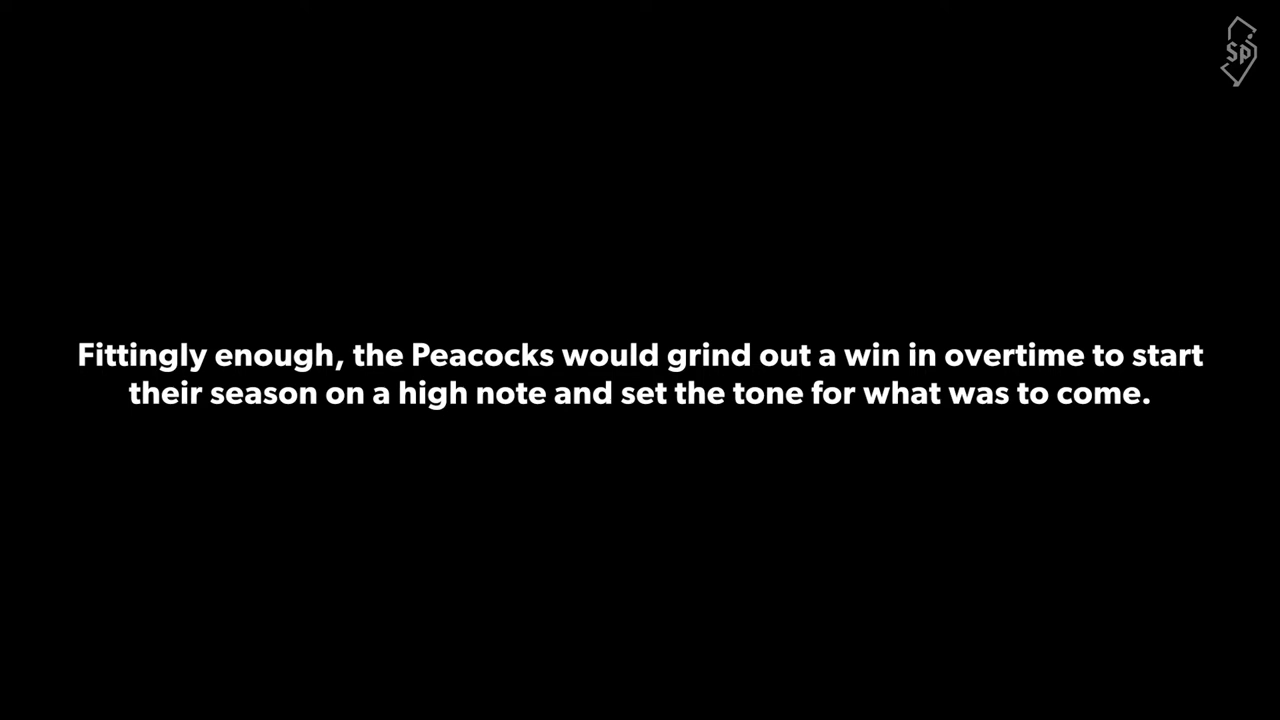 Sp
Fittingly enough, the Peacocks would grind out a win in overtime to start
their season on a high note and set the tone for what was to come.